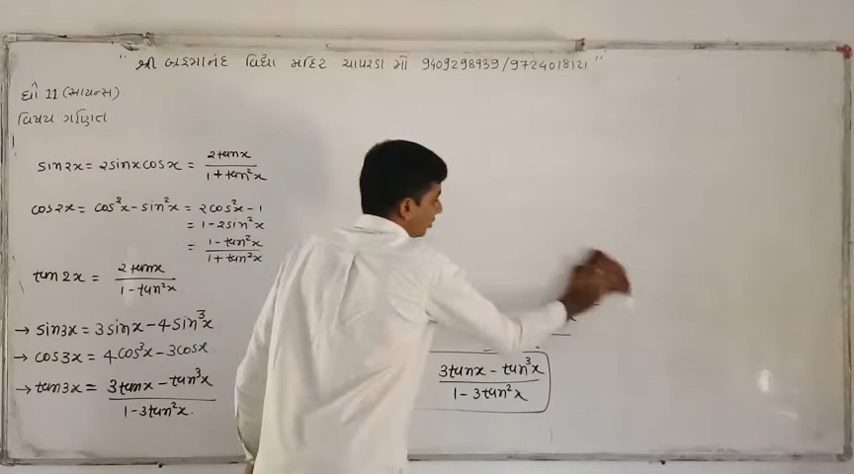 " શ્રી બ્રહ્માનંદ વિદ્યા મંદિર ચાપરડા મો 9409298939/9724018121 "
ધો 11 (સાયન્સ)
વિષય ગણિત
sin2x = 2sinxcosx = 2tanx / 1+tan²x
cos2x = cos²x-sin²x = 2cos²x-1
= 1-2sin²x
= 1-tan²x / 1+tan²x
tan2x = 2tanx / 1-tan²x
→ sin3x = 3sinx-4sin³x
→ cos3x = 4cos³x-3cosx
→ tan3x = 3tanx-tan³x / 1-3tan²x.
3tanx - tan³x / 1-3tan²x